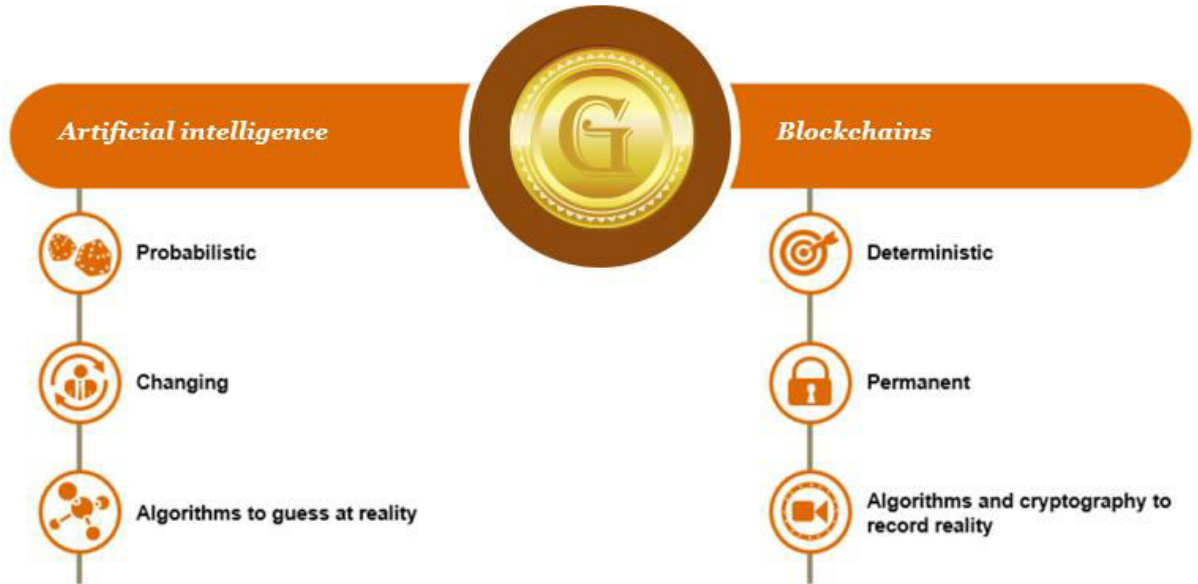 Artificial intelligence
G
Blockchains
Probabilistic
Deterministic
Changing
Permanent
Algorithms to guess at reality
Algorithms and cryptography to
record reality